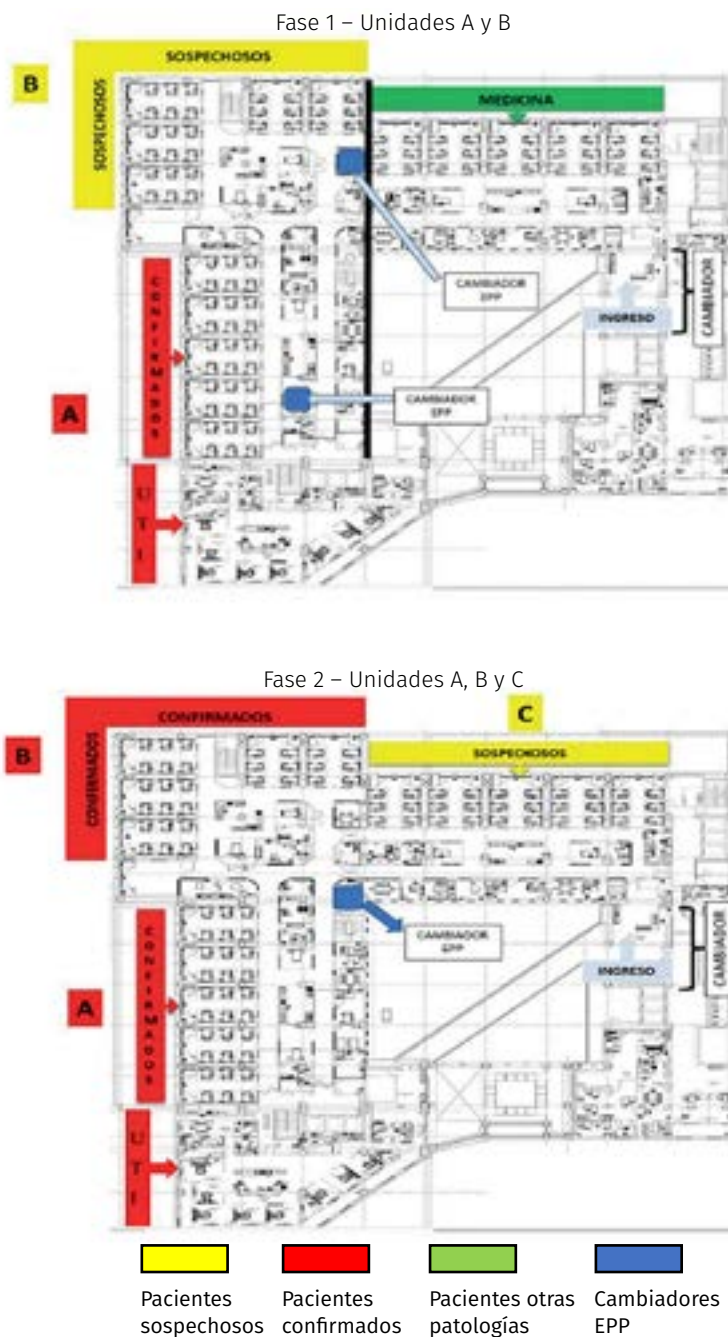 Fase 1 – Unidades A y B
SOSPECHOSOS
B
SOSPECHOSOS
MEDICINA
CAMBIADOR
EPP
CAMBIADOR
INGRESO
CONFIRMADOS
A
CAMBIADOR
EPP
UTI
Fase 2 – Unidades A, B y C
CONFIRMADOS
C
B
CONFIRMADOS
SOSPECHOSOS
CAMBIADOR
EPP
CAMBIADOR
INGRESO
CONFIRMADOS
A
UTI
Pacientes
sospechosos
Pacientes
confirmados
Pacientes otras
patologías
Cambiadores
EPP